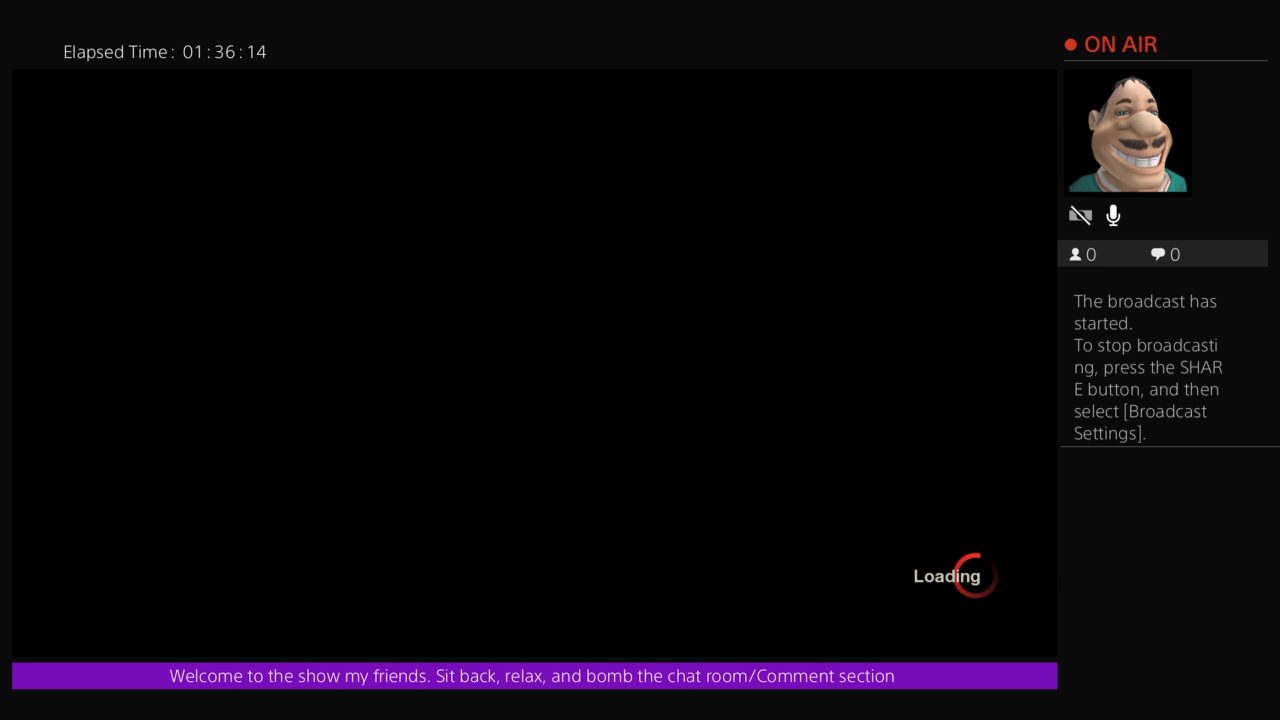 Elapsed Time: 01:36:14
ON AIR
0 0
The broadcast has
started.
To stop broadcasti
ng, press the SHAR
E button, and then
select [Broadcast
Settings].
Loading
Welcome to the show my friends. Sit back, relax, and bomb the chat room/Comment section